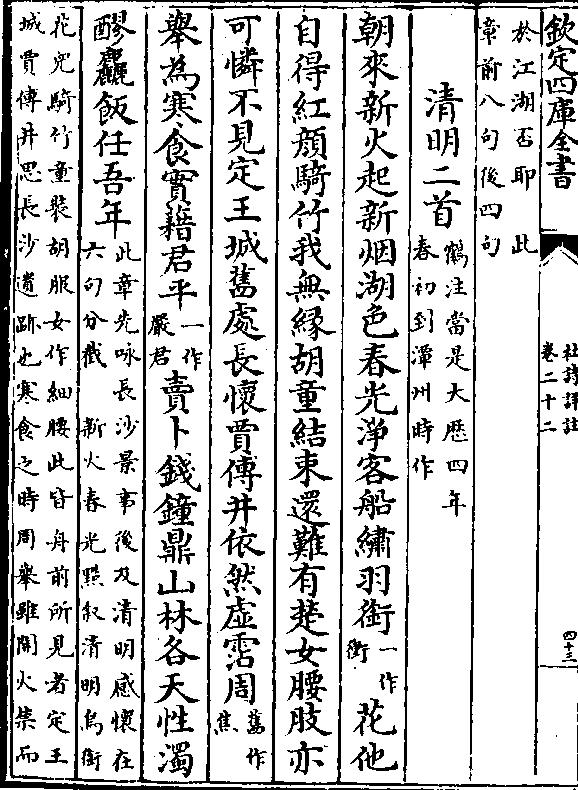 欽定四庫全書
杜詩詳註
卷二十二
四十三
於江湖否耶　此
章前八句後四句
清明二首
鶴注當是大歷四年
春初到潭州時作
朝來新火起新烟湖色春光淨客船繡羽銜
一作
衝
花他
自得紅顔騎竹我無緣胡童結束還難有楚女腰肢亦
可憐不見定王城舊處長懷賈傅井依然虛霑周
舊作
焦
舉為寒食實藉君平
一作
嚴君
賣卜錢鐘鼎山林各天性濁
醪麤飯任吾年
此章先咏長沙景事後及清明感懷在
六句分截　新火春光㸃叙清明鳥銜
花兒騎竹童裝胡服女作細腰此皆舟前所見者定王
城賈傅井思長沙遺跡也寒食之時周舉雖開火禁而